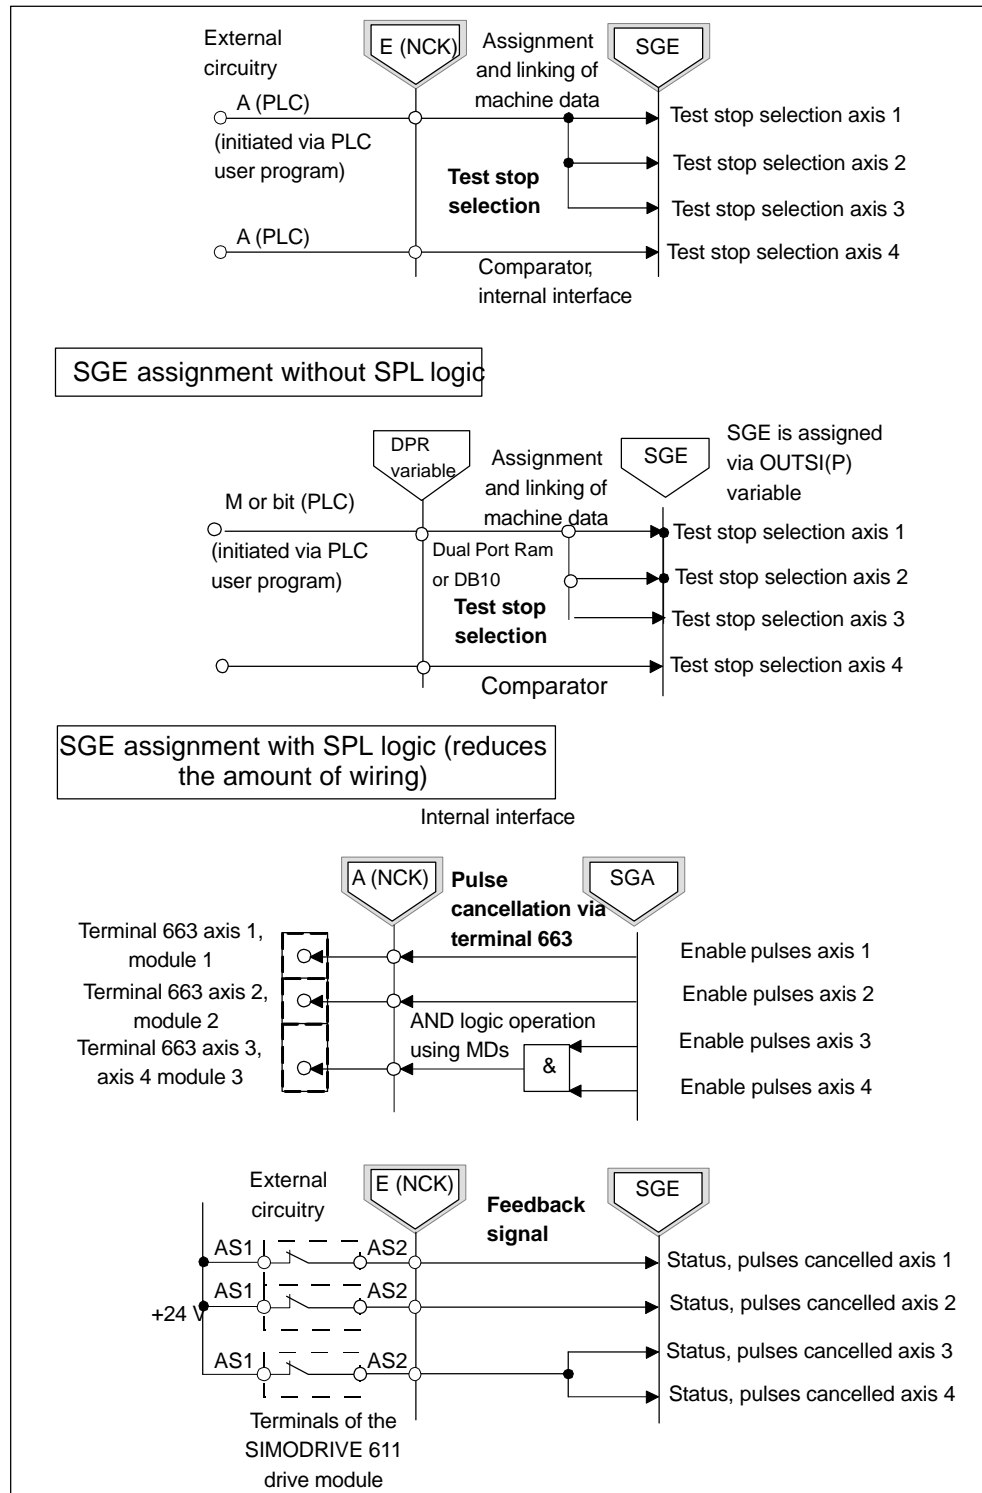 External
circuitry
E (NCK)
Assignment
and linking of
machine data
SGE
A (PLC)
(initiated via PLC
user program)
Test stop selection axis 1
Test stop selection axis 2
Test stop
selection
Test stop selection axis 3
A (PLC)
Test stop selection axis 4
Comparator,
internal interface
SGE assignment without SPL logic
DPR
variable
Assignment
and linking of
machine data
SGE
SGE is assigned
via OUTSI(P)
variable
M or bit (PLC)
(initiated via PLC
user program)
Dual Port Ram
or DB10
Test stop
selection
Test stop selection axis 1
Test stop selection axis 2
Test stop selection axis 3
Test stop selection axis 4
Comparator
SGE assignment with SPL logic (reduces
the amount of wiring)
Internal interface
A (NCK)
Pulse
cancellation via
terminal 663
SGA
Terminal 663 axis 1,
module 1
Enable pulses axis 1
Terminal 663 axis 2,
module 2
Enable pulses axis 2
AND logic operation
using MDs
Terminal 663 axis 3,
axis 4 module 3
&
Enable pulses axis 3
Enable pulses axis 4
External
circuitry
E (NCK)
Feedback
signal
SGE
AS1
AS2
Status, pulses cancelled axis 1
+24 V
AS1
AS2
Status, pulses cancelled axis 2
AS1
AS2
Status, pulses cancelled axis 3
Status, pulses cancelled axis 4
Terminals of the
SIMODRIVE 611
drive module